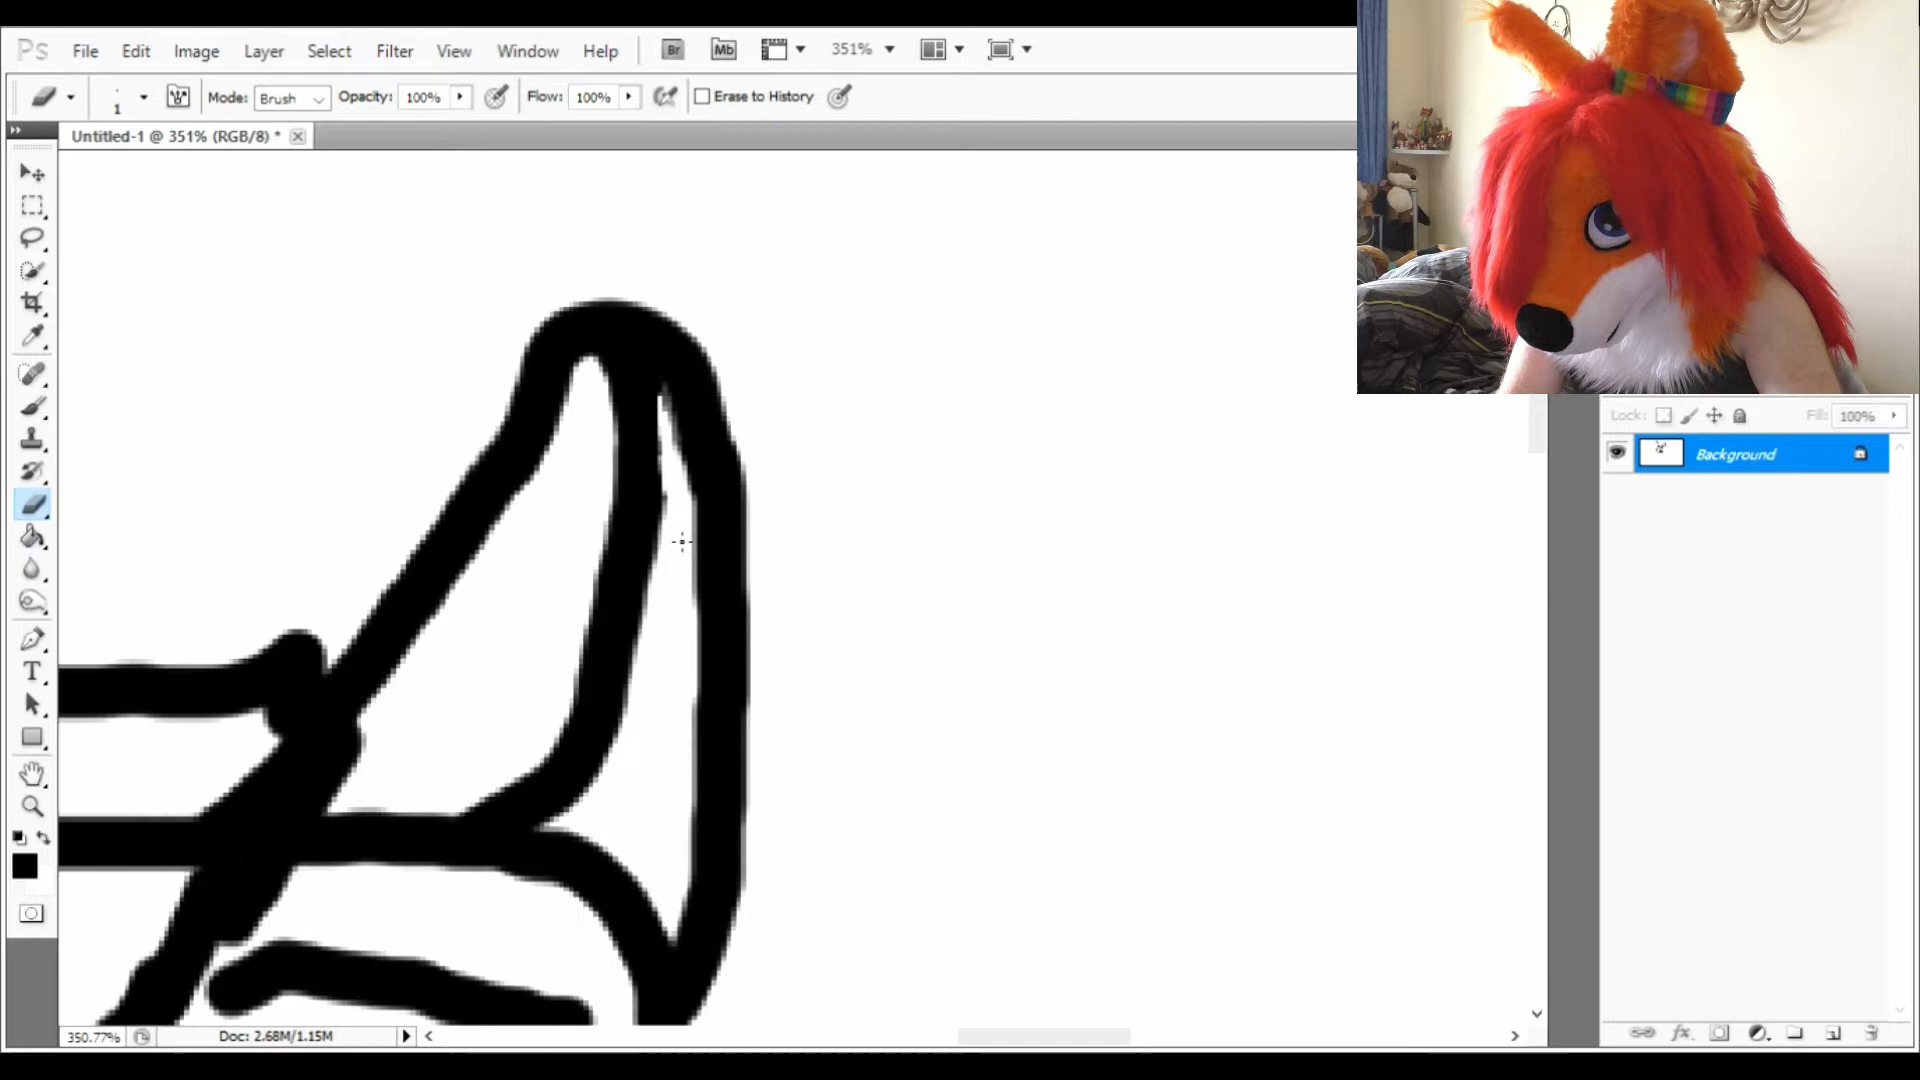 Ps File Edit Image Layer Select Filter View Window Help Br Mb 351%
1 Mode: Brush Opacity: 100% Flow: 100% Erase to History
Untitled-1 @ 351% (RGB/8) *
Lock: Fill: 100%
Background
T
fx
350.77% Doc: 2.68M/1.15M